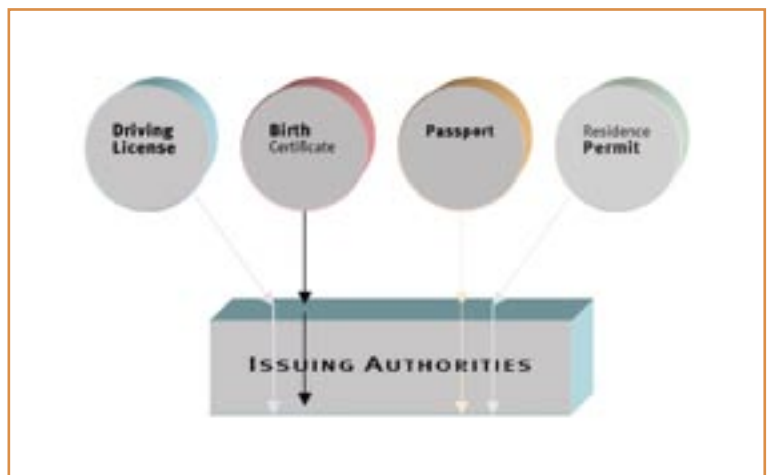 Driving
License
Birth
Certificate
Passport
Residence
Permit
ISSUING AUTHORITIES